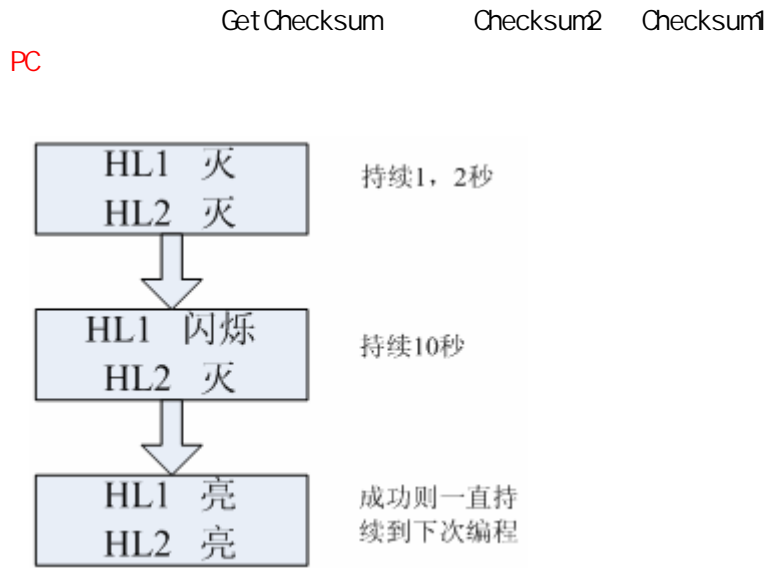 Get Checksum Checksum2 Checksum1
PC
HL1 灭 持续1，2秒
HL2 灭
HL1 闪烁 持续10秒
HL2 灭
HL1 亮 成功则一直持
HL2 亮 续到下次编程